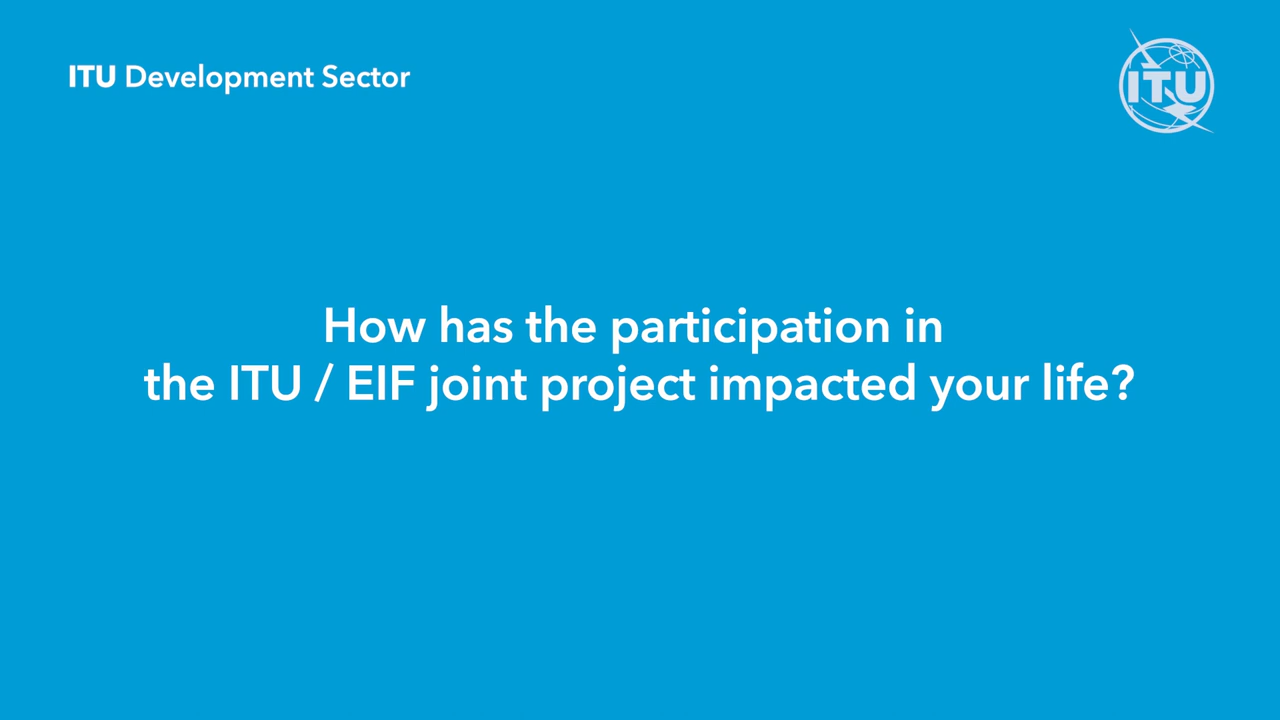 ITU Development Sector
ITU
How has the participation in
the ITU / EIF joint project impacted your life?